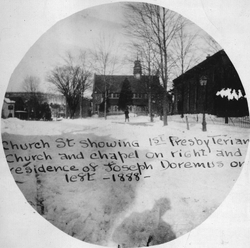 Church St showing 1st Presbyterian
Church and chapel on right and
residence of Joseph Doremus on
left - 1888 -